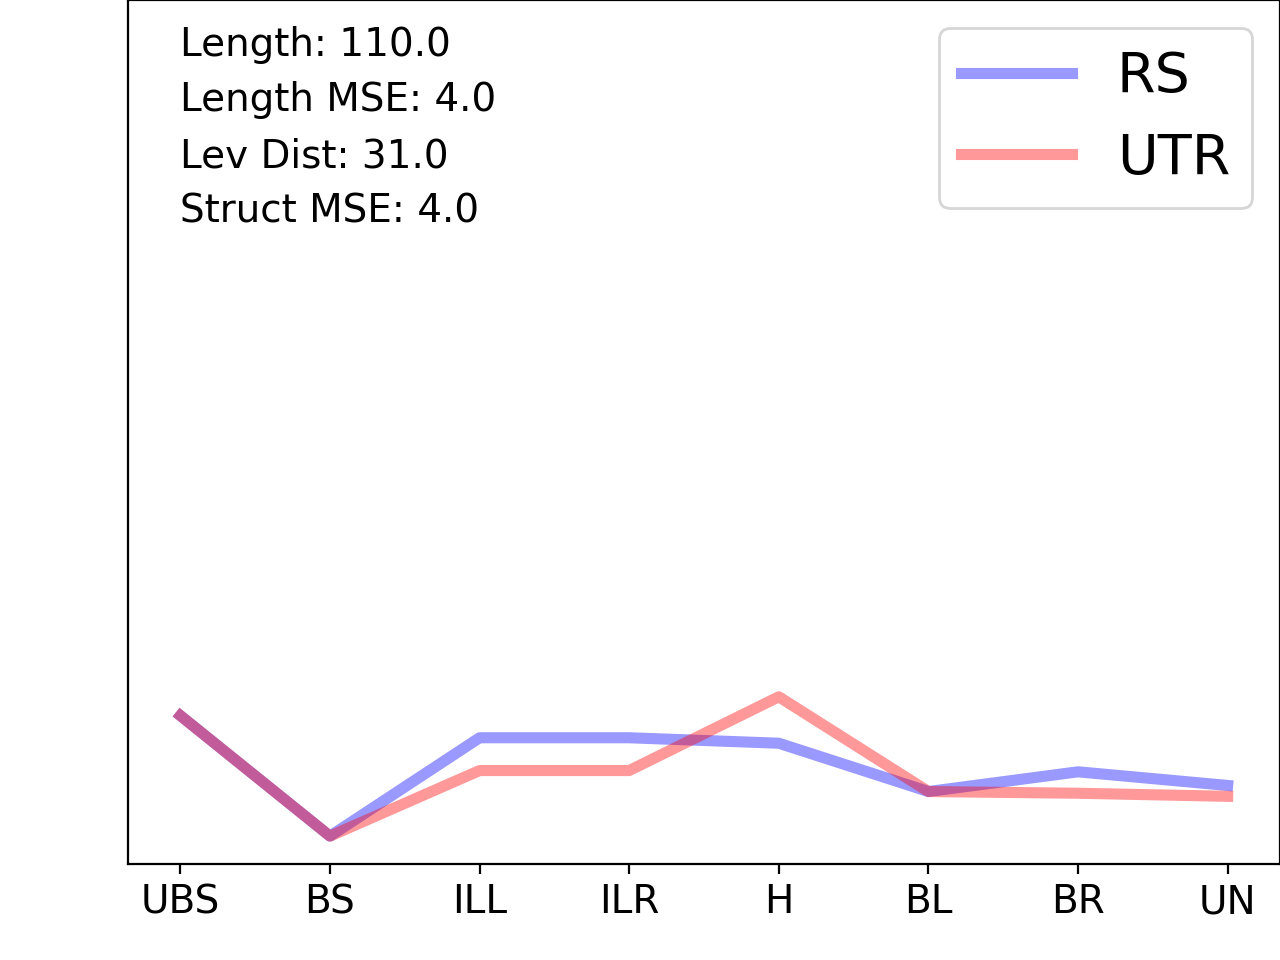 Length: 110.0
Length MSE: 4.0
Lev Dist: 31.0
Struct MSE: 4.0
RS
UTR
UBS BS ILL ILR H BL BR UN